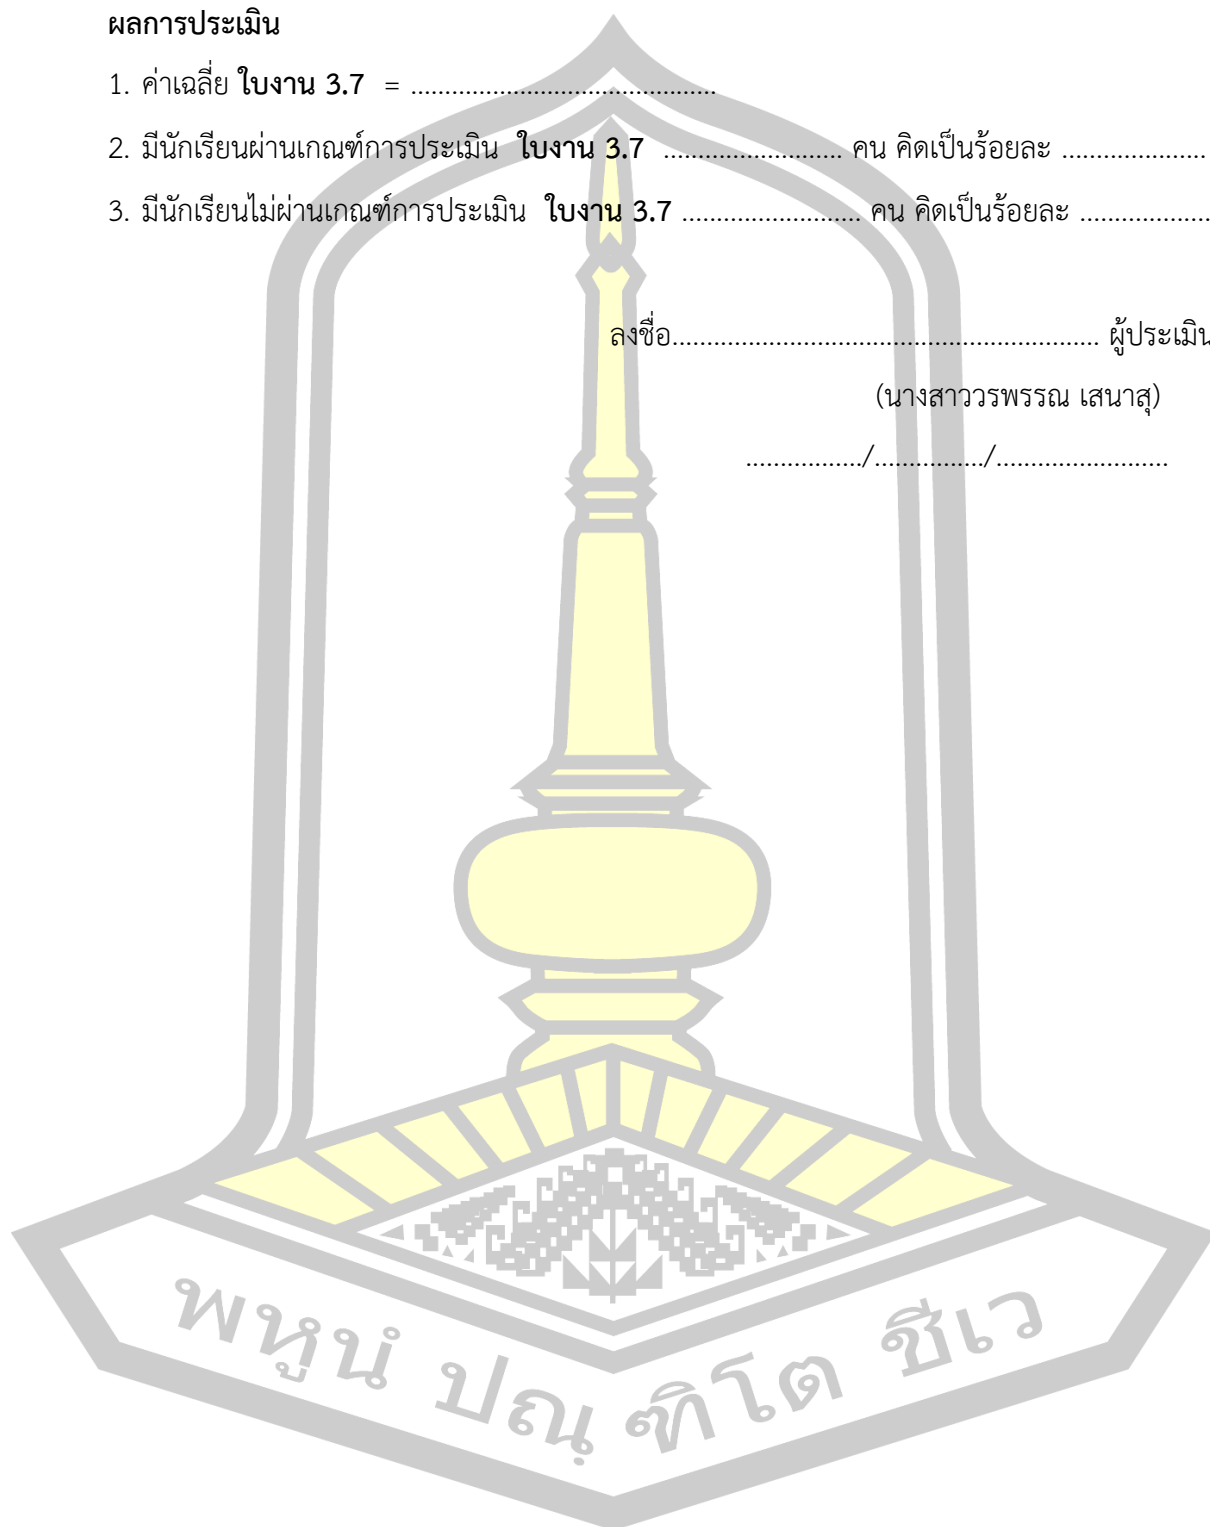 ผลการประเมิน
1. ค่าเฉลี่ย ใบงาน 3.7 = ............................................
2. มีนักเรียนผ่านเกณฑ์การประเมิน ใบงาน 3.7 .......................... คน คิดเป็นร้อยละ .....................
3. มีนักเรียนไม่ผ่านเกณฑ์การประเมิน ใบงาน 3.7 .......................... คน คิดเป็นร้อยละ ...................
ลงชื่อ.............................................................. ผู้ประเมิน
(นางสาววรพรรณ เสนาสุ)
................./................/.........................
พหูนํ ปณฺฑิโต ชีเว